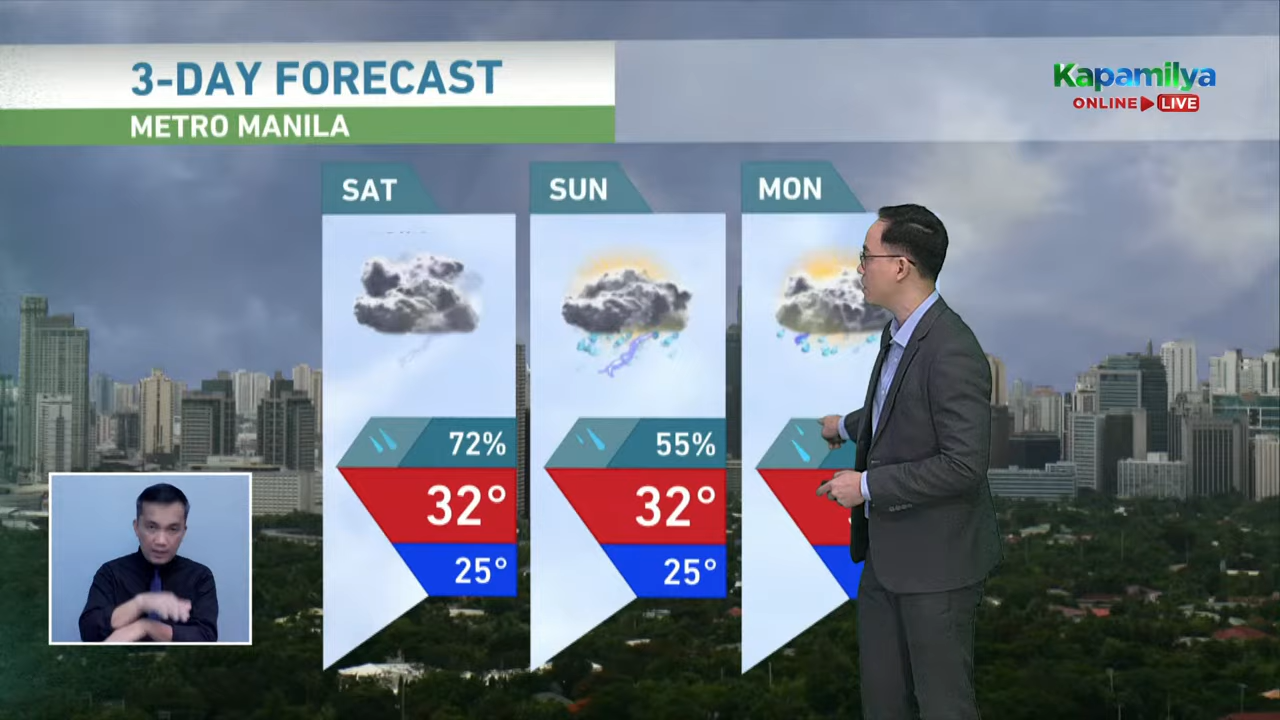 3-DAY FORECAST
METRO MANILA
Kapamilya
ONLINE LIVE
SAT
SUN
MON
72%
55%
32°
32°
25°
25°